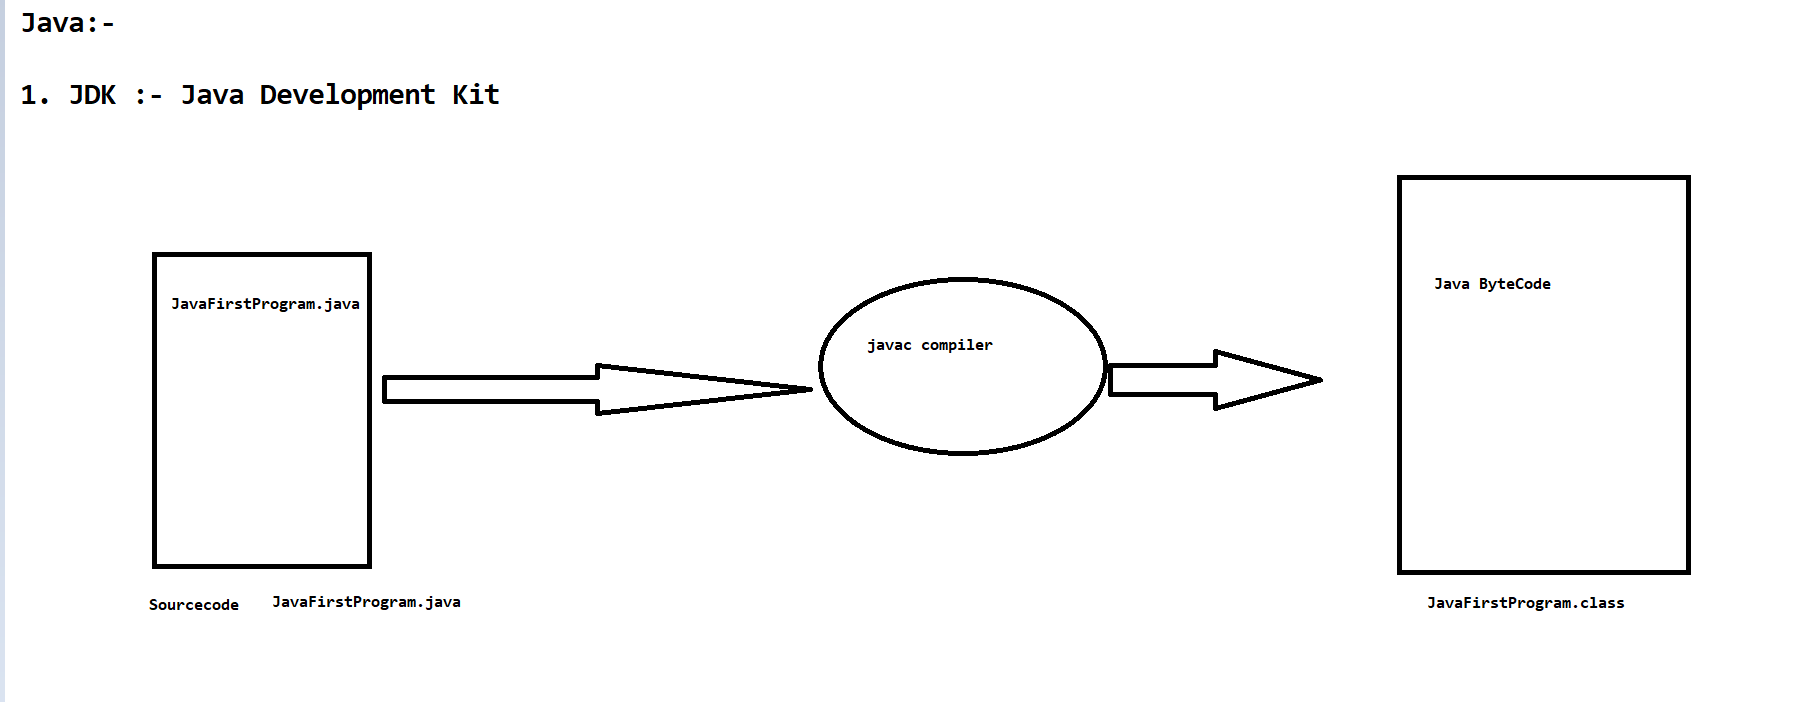 Java:-
1. JDK :- Java Development Kit
JavaFirstProgram.java
javac compiler
Java ByteCode
Sourcecode JavaFirstProgram.java
JavaFirstProgram.class